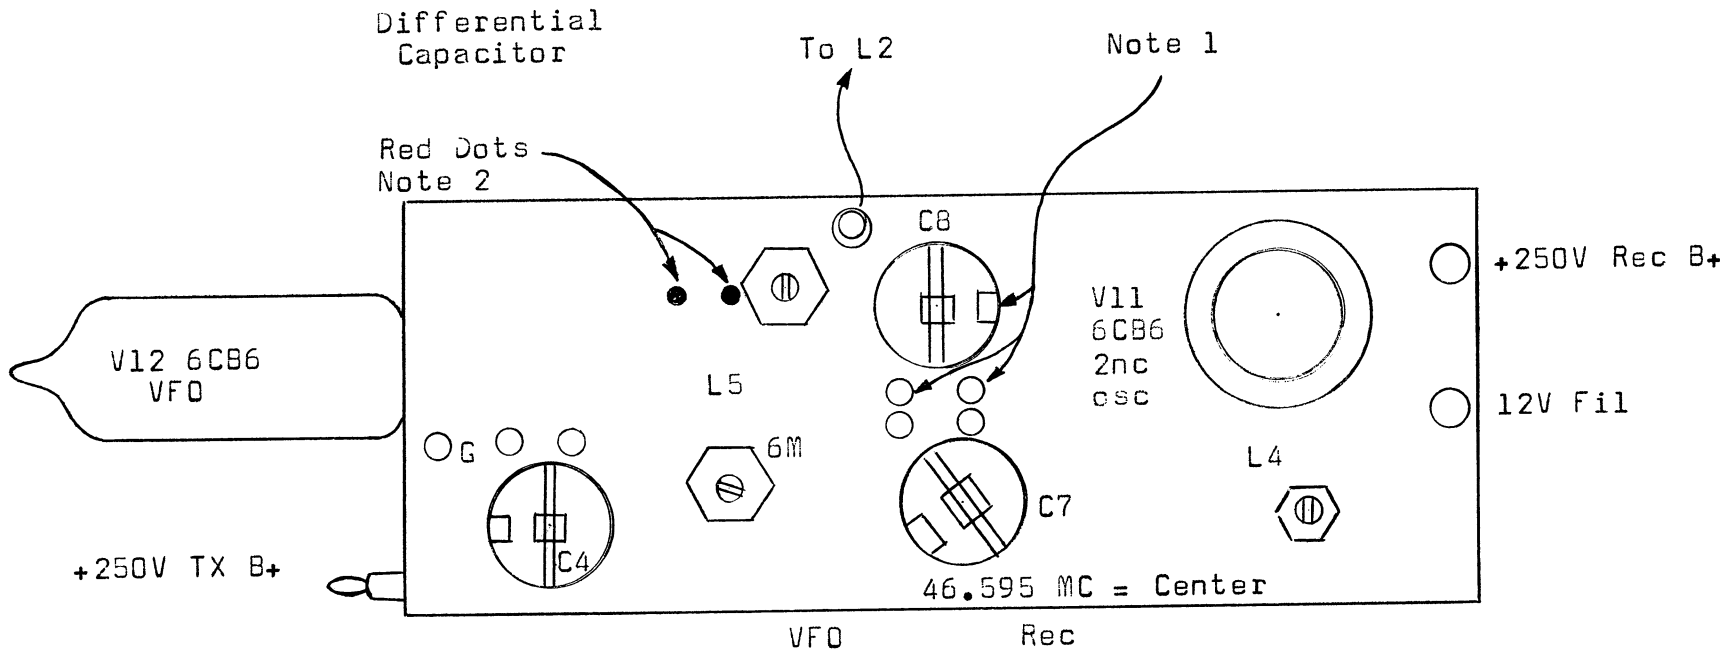 Differential
Capacitor
To L2
Note 1
Red Dots
Note 2
C8
+250V Rec B+
V11
6CB6
2nc
osc
V12 6CB6
VFO
L5
12V Fil
G
6M
L4
C7
C4
+250V TX B+
46.595 MC = Center
VFO
Rec